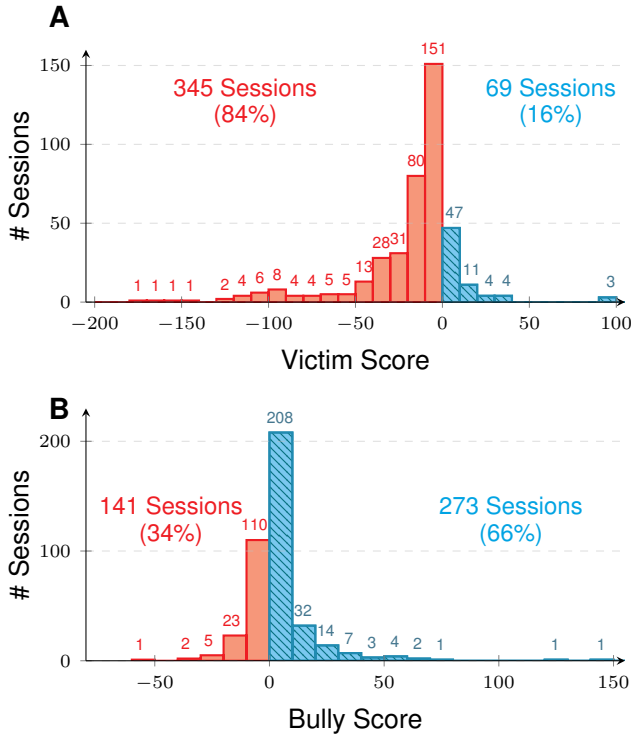 A
151
150
345 Sessions
(84%)
69 Sessions
(16%)
# Sessions
100
80
50
47
28 31
13
1 1 1 1 2 4 6 8 4 4 5 5
11 4 4 3
0
−200 −150 −100 −50 0 50 100
Victim Score
B
208
200
141 Sessions
(34%)
273 Sessions
(66%)
# Sessions
110
100
1 2 5 23
32 14 7 3 4 2 1 1 1
0
−50 0 50 100 150
Bully Score